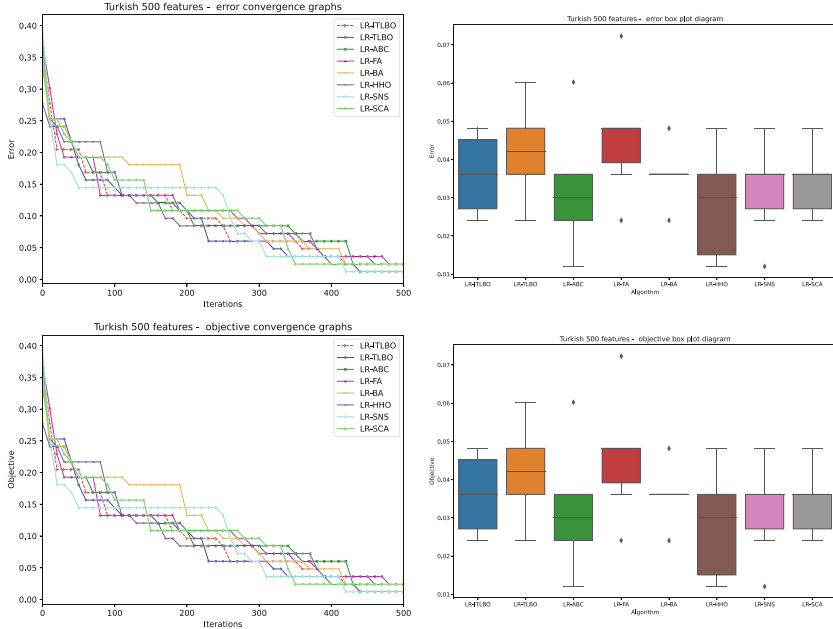 Turkish 500 features - error convergence graphs
0.40
0.35
0.30
0.25
0.20
0.15
0.10
0.05
0.00
Error
0
100
200
300
400
500
Iterations
LR-ITLBO
LR-TLBO
LR-ABC
LR-FA
LR-BA
LR-HHO
LR-SNS
LR-SCA
Turkish 500 features - error box plot diagram
0.07
0.06
0.05
0.04
0.03
0.02
0.01
Error
LR-ITLBO
LR-TLBO
LR-ABC
LR-FA
LR-BA
LR-HHO
LR-SNS
LR-SCA
Algorithm
Turkish 500 features - objective convergence graphs
0.40
0.35
0.30
0.25
0.20
0.15
0.10
0.05
0.00
Objective
0
100
200
300
400
500
Iterations
LR-ITLBO
LR-TLBO
LR-ABC
LR-FA
LR-BA
LR-HHO
LR-SNS
LR-SCA
Turkish 500 features - objective box plot diagram
0.07
0.06
0.05
0.04
0.03
0.02
0.01
Objective
LR-ITLBO
LR-TLBO
LR-ABC
LR-FA
LR-BA
LR-HHO
LR-SNS
LR-SCA
Algorithm